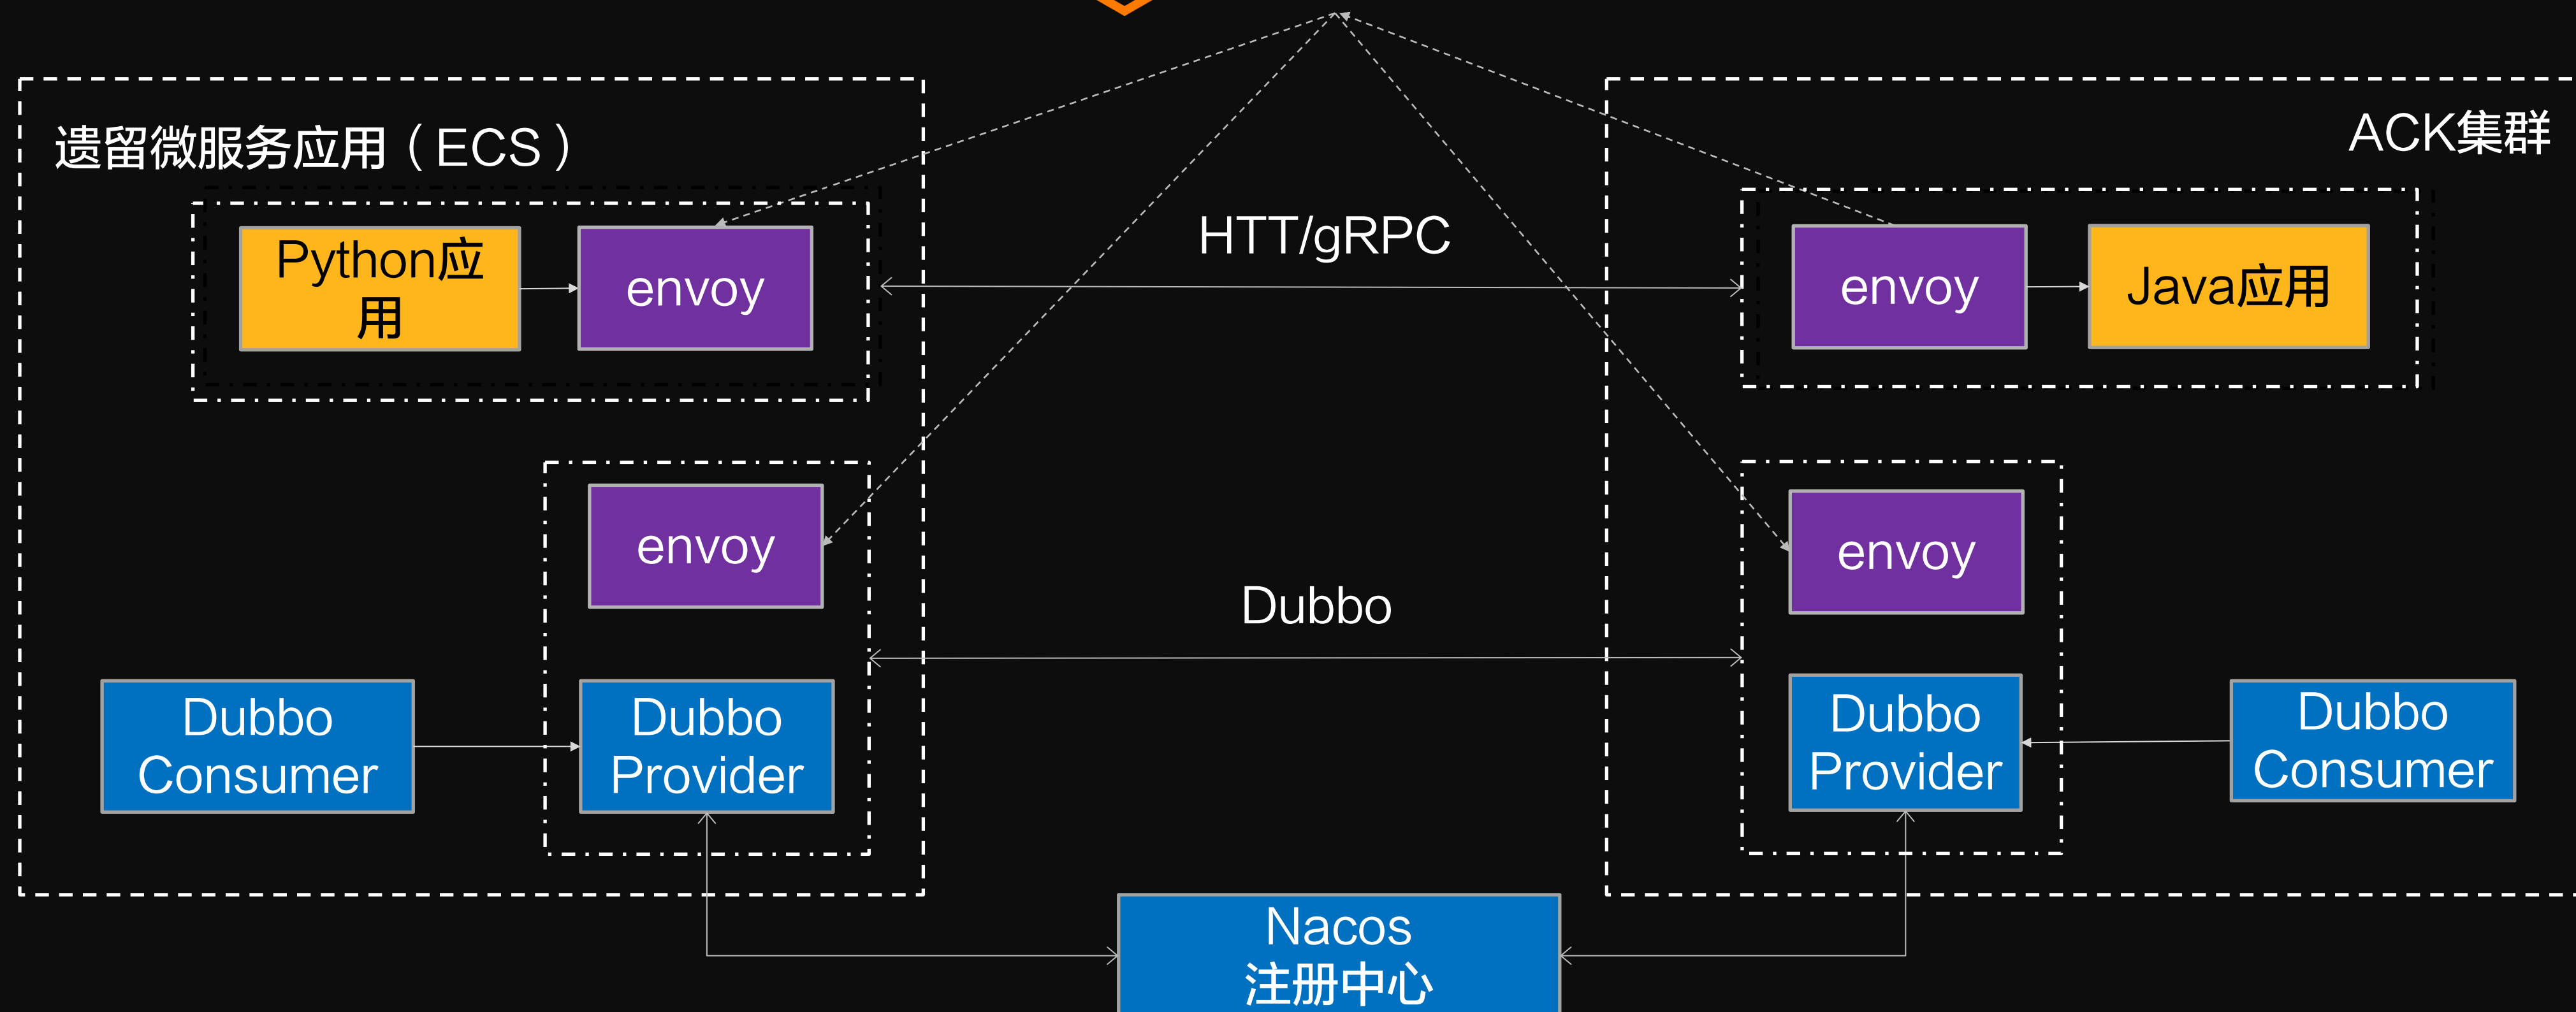 遗留微服务应用（ECS）
ACK集群
Python应
用
envoy
HTT/gRPC
envoy
Java应用
envoy
envoy
Dubbo
Dubbo
Consumer
Dubbo
Provider
Dubbo
Provider
Dubbo
Consumer
Nacos
注册中心